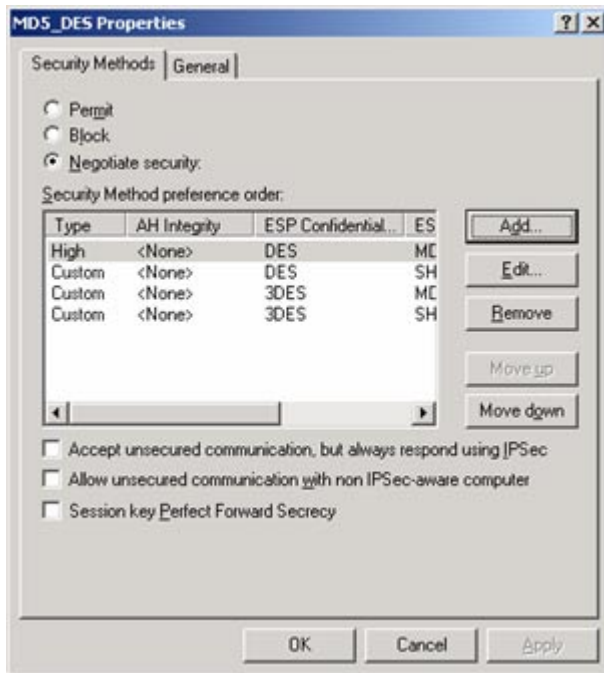 MD5_DES Properties
Security Methods General
Permit
Block
Negotiate security:
Security Method preference order:
Type AH Integrity ESP Confidential... ES
High <None> DES MD
Custom <None> DES SH
Custom <None> 3DES MD
Custom <None> 3DES SH
Add...
Edit...
Remove
Move up
Move down
Accept unsecured communication, but always respond using IPSec
Allow unsecured communication with non IPSec-aware computer
Session key Perfect Forward Secrecy
OK Cancel Apply